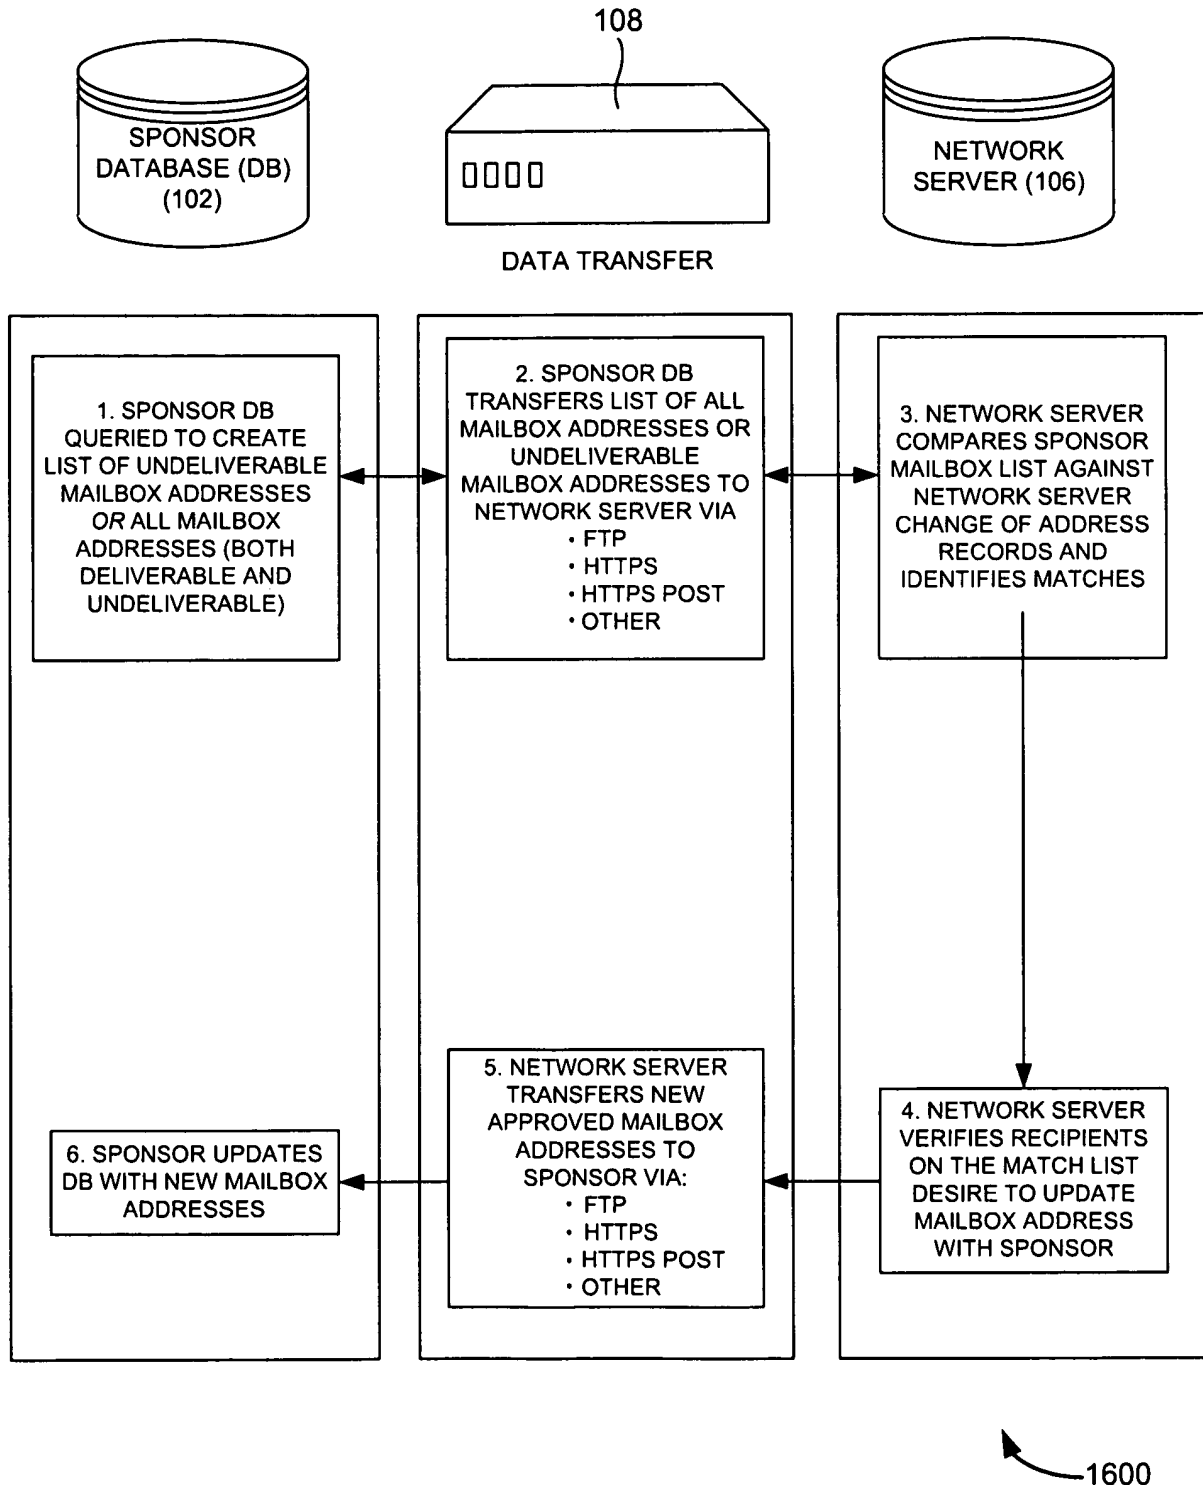 108
SPONSOR
DATABASE (DB)
(102)
NETWORK
SERVER (106)
DATA TRANSFER
1. SPONSOR DB
QUERIED TO CREATE
LIST OF UNDELIVERABLE
MAILBOX ADDRESSES
OR ALL MAILBOX
ADDRESSES (BOTH
DELIVERABLE AND
UNDELIVERABLE)
2. SPONSOR DB
TRANSFERS LIST OF ALL
MAILBOX ADDRESSES OR
UNDELIVERABLE
MAILBOX ADDRESSES TO
NETWORK SERVER VIA
· FTP
· HTTPS
· HTTPS POST
· OTHER
3. NETWORK SERVER
COMPARES SPONSOR
MAILBOX LIST AGAINST
NETWORK SERVER
CHANGE OF ADDRESS
RECORDS AND
IDENTIFIES MATCHES
4. NETWORK SERVER
VERIFIES RECIPIENTS
ON THE MATCH LIST
DESIRE TO UPDATE
MAILBOX ADDRESS
WITH SPONSOR
5. NETWORK SERVER
TRANSFERS NEW
APPROVED MAILBOX
ADDRESSES TO
SPONSOR VIA:
· FTP
· HTTPS
· HTTPS POST
· OTHER
6. SPONSOR UPDATES
DB WITH NEW MAILBOX
ADDRESSES
1600